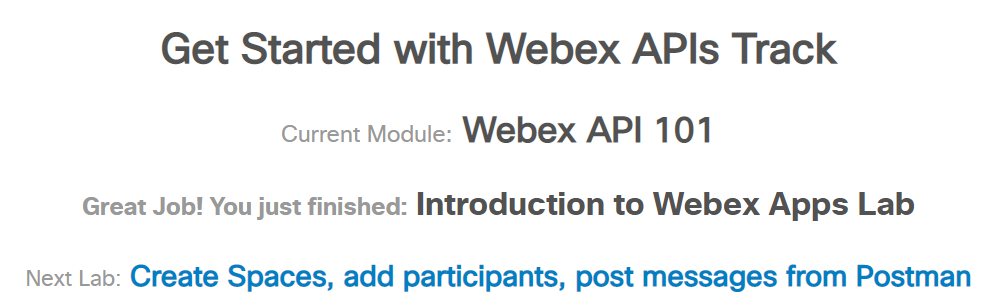 Get Started with Webex APIs Track
Current Module: Webex API 101
Great Job! You just finished: Introduction to Webex Apps Lab
Next Lab: Create Spaces, add participants, post messages from Postman